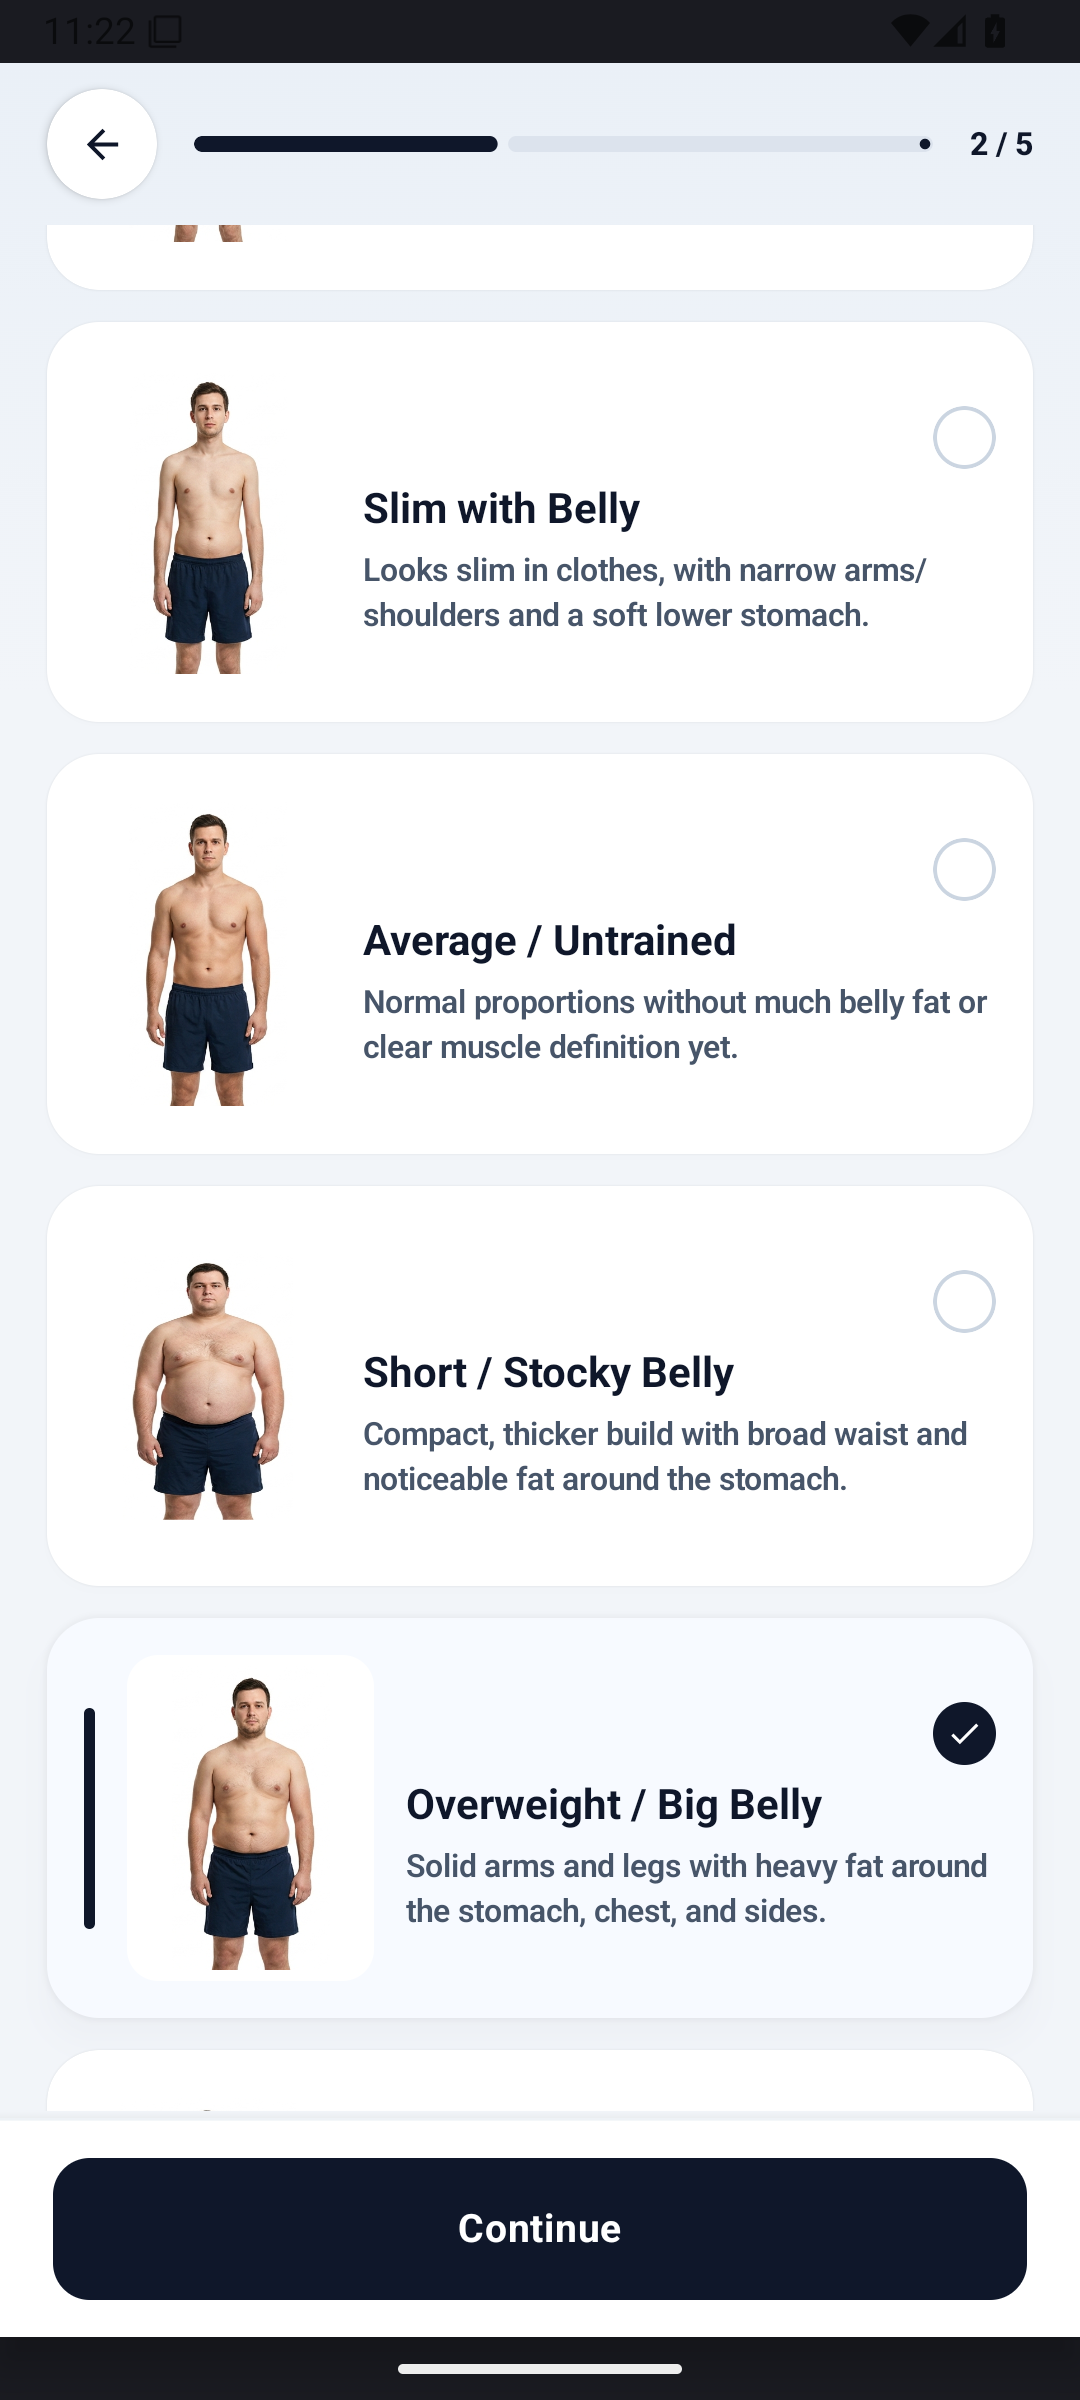 11:22
2 / 5
Slim with Belly
Looks slim in clothes, with narrow arms/
shoulders and a soft lower stomach.
Average / Untrained
Normal proportions without much belly fat or
clear muscle definition yet.
Short / Stocky Belly
Compact, thicker build with broad waist and
noticeable fat around the stomach.
Overweight / Big Belly
Solid arms and legs with heavy fat around
the stomach, chest, and sides.
Continue